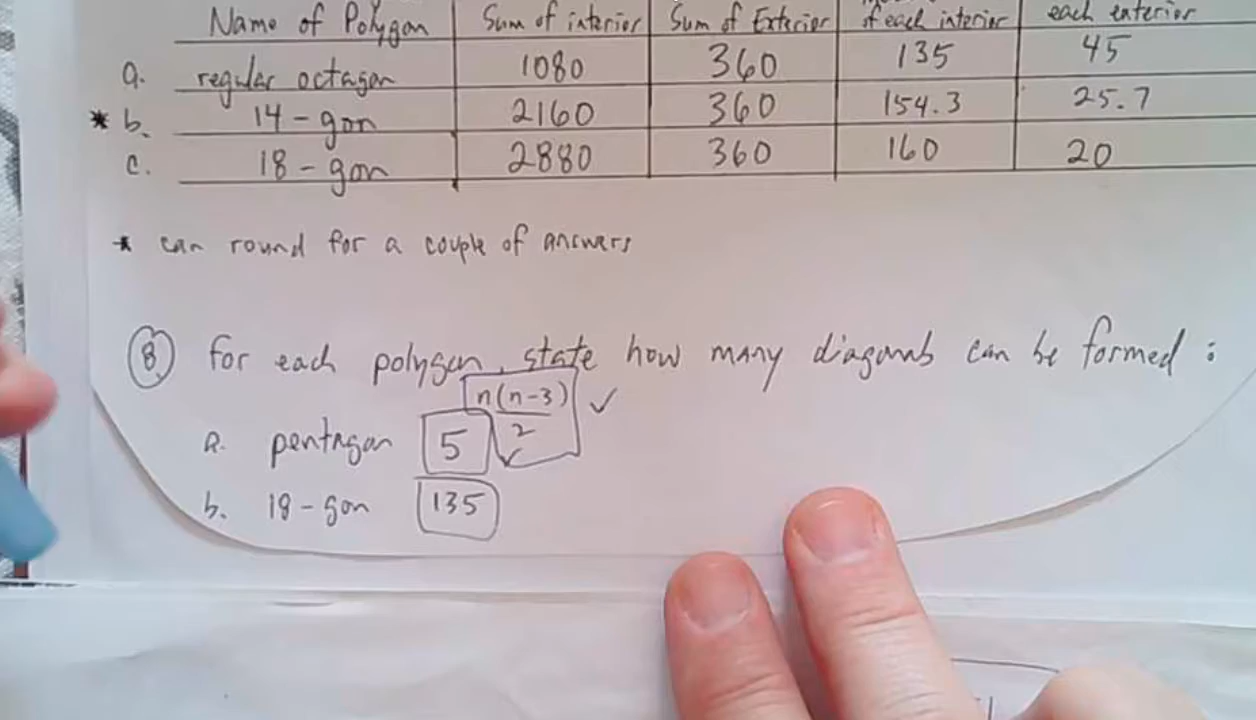 Name of Polygon Sum of interior Sum of Exterior of each interior each exterior
a. regular octagon 1080 360 135 45
* b. 14-gon 2160 360 154.3 25.7
c. 18-gon 2880 360 160 20
* can round for a couple of answers
8. for each polygon, state how many diagonals can be formed:
n(n-3)
2
a. pentagon 5
b. 18-gon 135